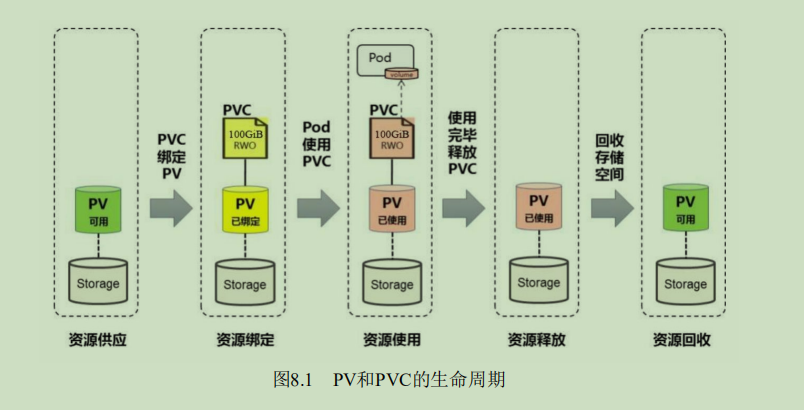 PV
可用
Storage
资源供应
PVC
绑定
PV
PVC
100GiB
RWO
PV
已绑定
Storage
资源绑定
Pod
使用
PVC
Pod
volume
PVC
100GiB
RWO
PV
已使用
Storage
资源使用
使用
完毕
释放
PVC
PV
已使用
Storage
资源释放
回收
存储
空间
PV
可用
Storage
资源回收
图8.1 PV和PVC的生命周期